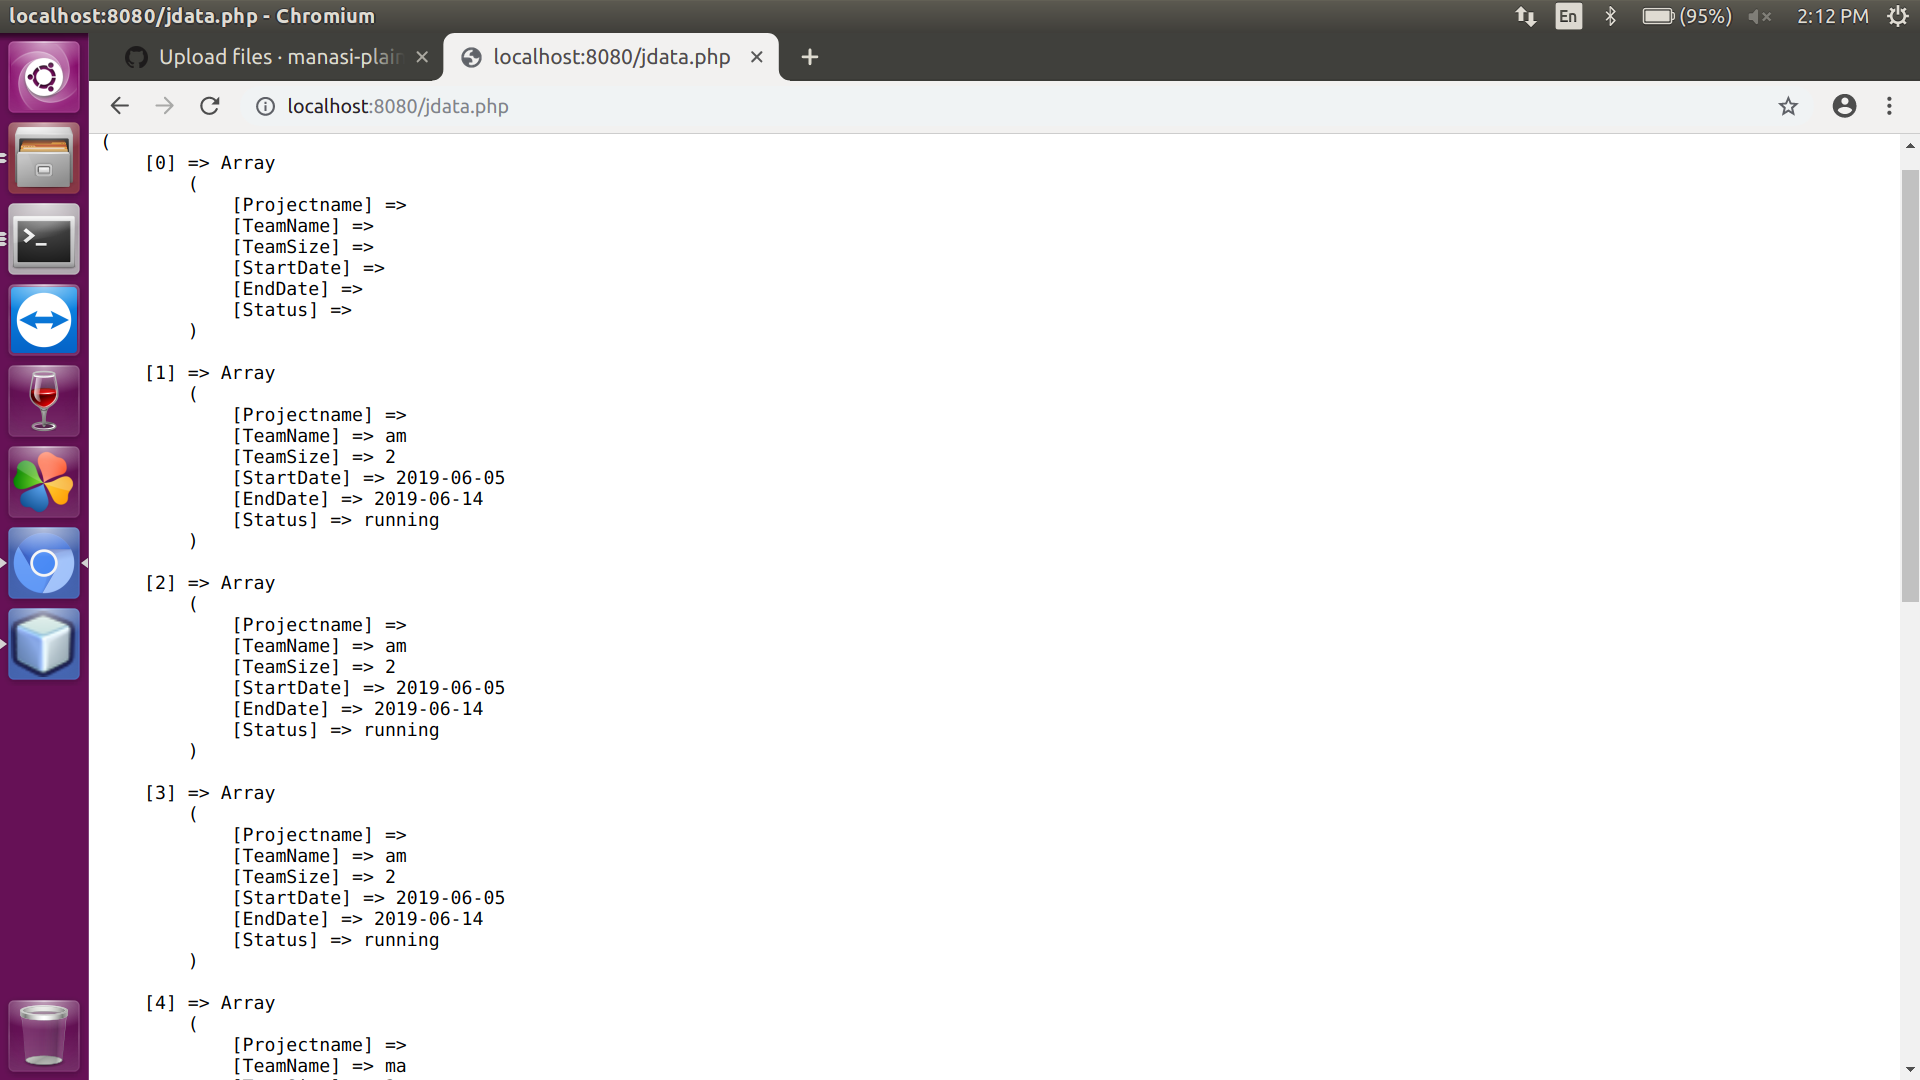 localhost:8080/jdata.php - Chromium
En
(95%)
2:12 PM
Upload files · manasi-plain
localhost:8080/jdata.php
localhost:8080/jdata.php
(
[0] => Array
(
[Projectname] =>
[TeamName] =>
[TeamSize] =>
[StartDate] =>
[EndDate] =>
[Status] =>
)
[1] => Array
(
[Projectname] =>
[TeamName] => am
[TeamSize] => 2
[StartDate] => 2019-06-05
[EndDate] => 2019-06-14
[Status] => running
)
[2] => Array
(
[Projectname] =>
[TeamName] => am
[TeamSize] => 2
[StartDate] => 2019-06-05
[EndDate] => 2019-06-14
[Status] => running
)
[3] => Array
(
[Projectname] =>
[TeamName] => am
[TeamSize] => 2
[StartDate] => 2019-06-05
[EndDate] => 2019-06-14
[Status] => running
)
[4] => Array
(
[Projectname] =>
[TeamName] => ma